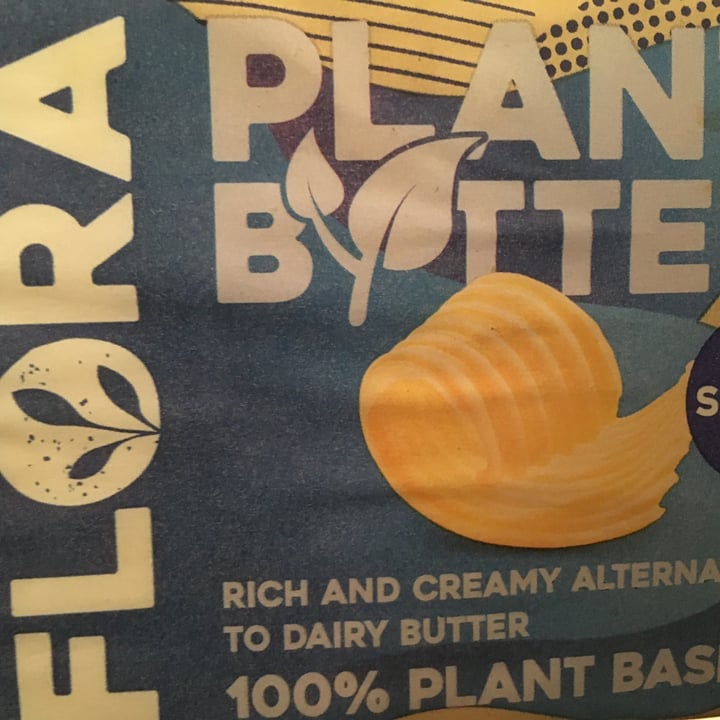 FLORA
PLAN
BUTTE
S
RICH AND CREAMY ALTERNA
TO DAIRY BUTTER
100% PLANT BAS